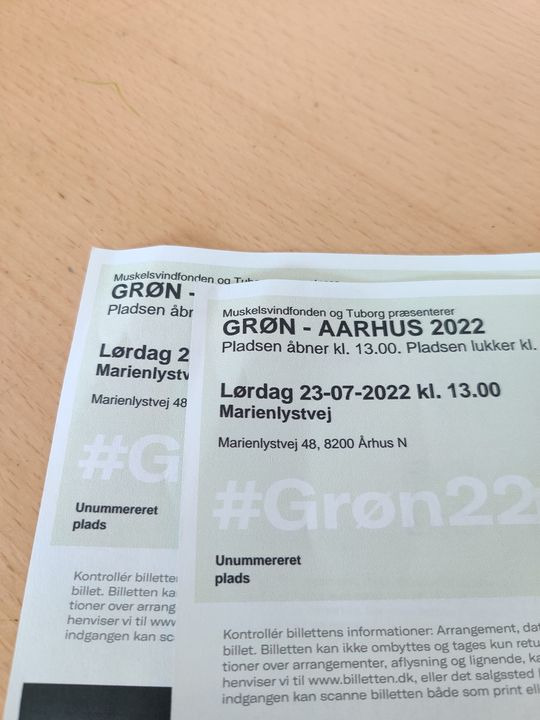 Muskelsvindfonden og
GRØN -
Pladsen åbn
Lørdag 2
Marienlystv
Marienlystvej 48
#G
Unummereret
plads
Kontrollér billette
billet. Billetten ka
tioner over arrang
henviser vi til www
indgangen kan sc
Muskelsvindfonden og Tuborg præsenterer
GRØN - AARHUS 2022
Pladsen åbner kl. 13.00. Pladsen lukker kl.
Lørdag 23-07-2022 kl. 13.00
Marienlystvej
Marienlystvej 48, 8200 Århus N
#Grøn22
Unummereret
plads
Kontrollér billettens informationer: Arrangement, dat
billet. Billetten kan ikke ombyttes og tages kun retu
tioner over arrangementer, aflysning og lignende, ka
henviser vi til www.billetten.dk, eller det salgssted
indgangen kan scanne billetten både som print ell